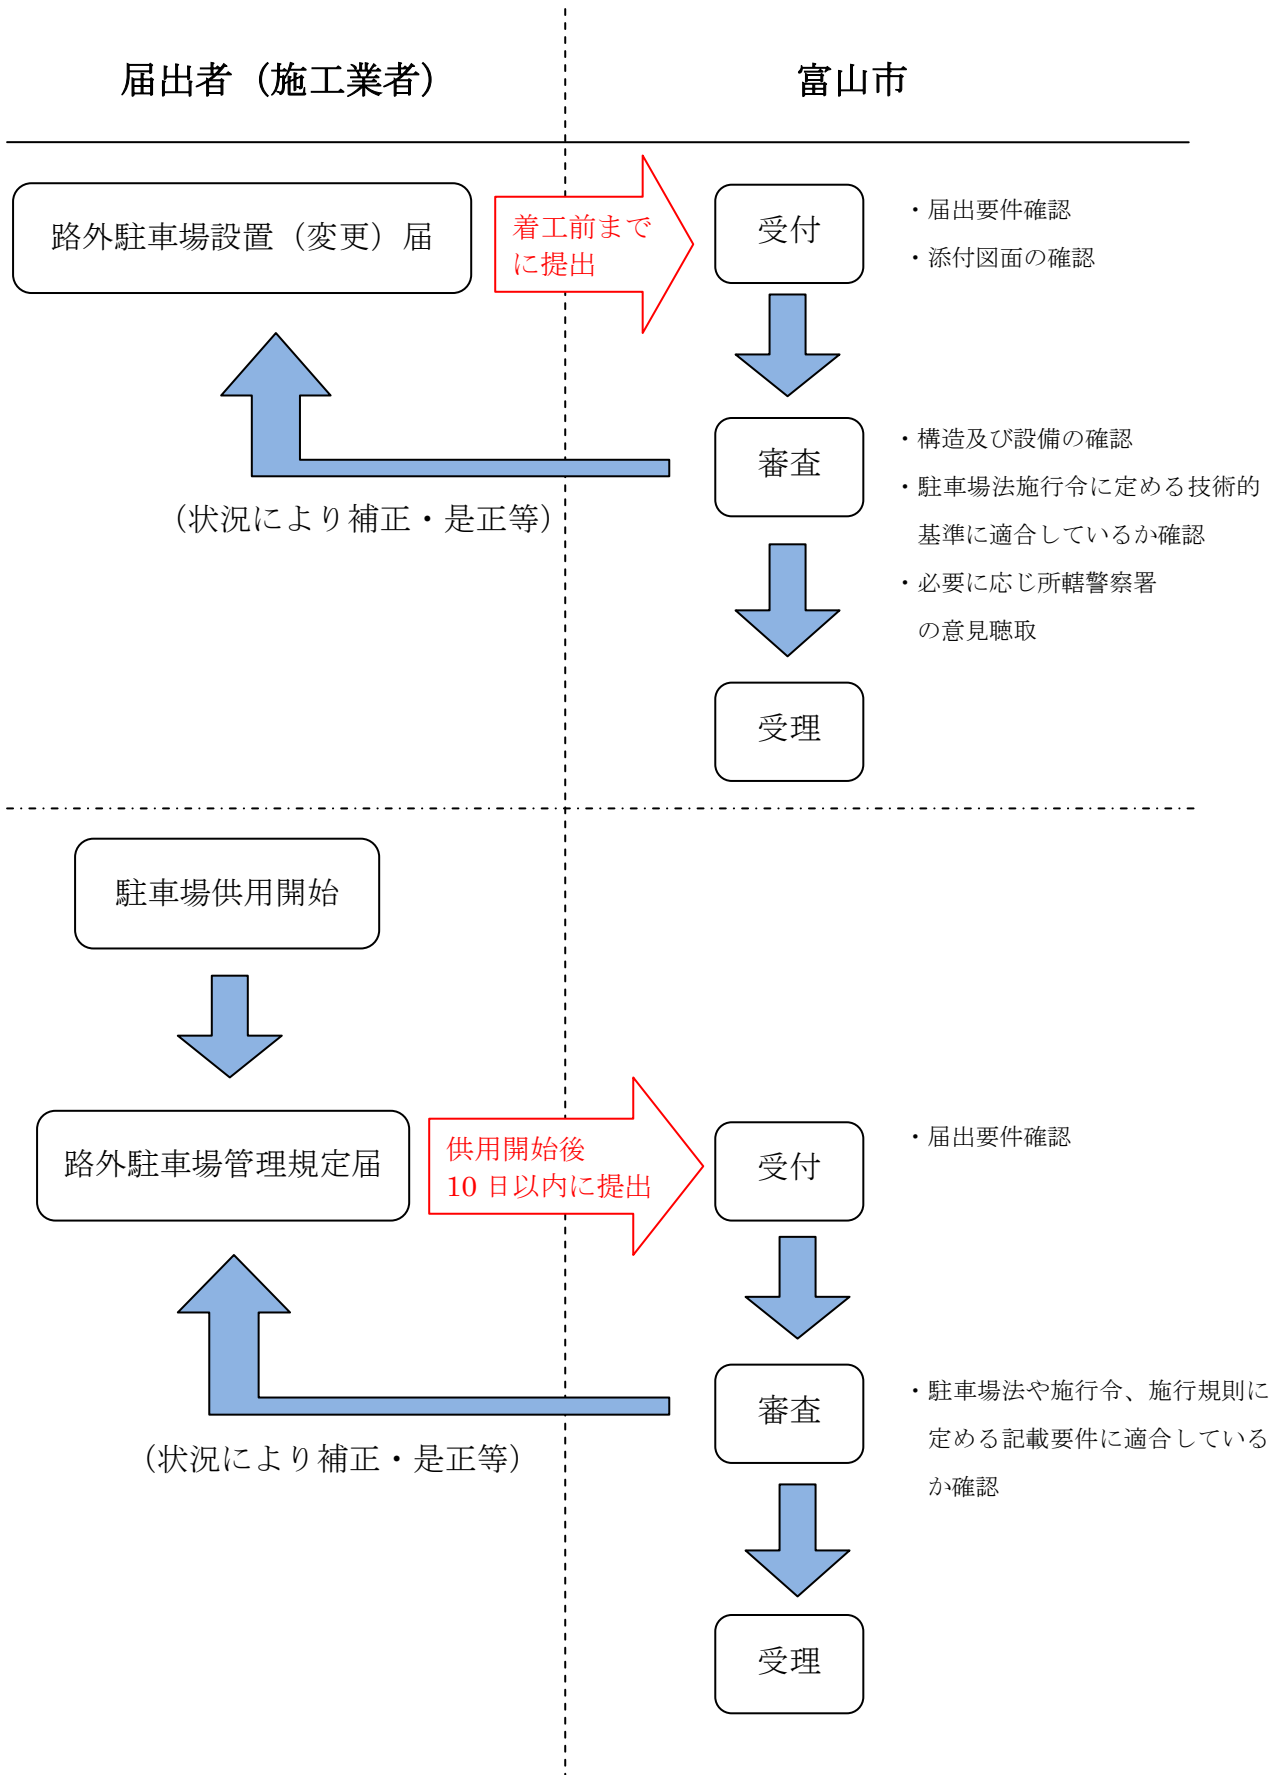 届出者（施工業者）
富山市
路外駐車場設置（変更）届
着工前まで
に提出
受付
・届出要件確認
・添付図面の確認
審査
・構造及び設備の確認
・駐車場法施行令に定める技術的
基準に適合しているか確認
・必要に応じ所轄警察署
の意見聴取
（状況により補正・是正等）
受理
駐車場供用開始
路外駐車場管理規定届
供用開始後
10 日以内に提出
受付
・届出要件確認
審査
・駐車場法や施行令、施行規則に
定める記載要件に適合している
か確認
（状況により補正・是正等）
受理